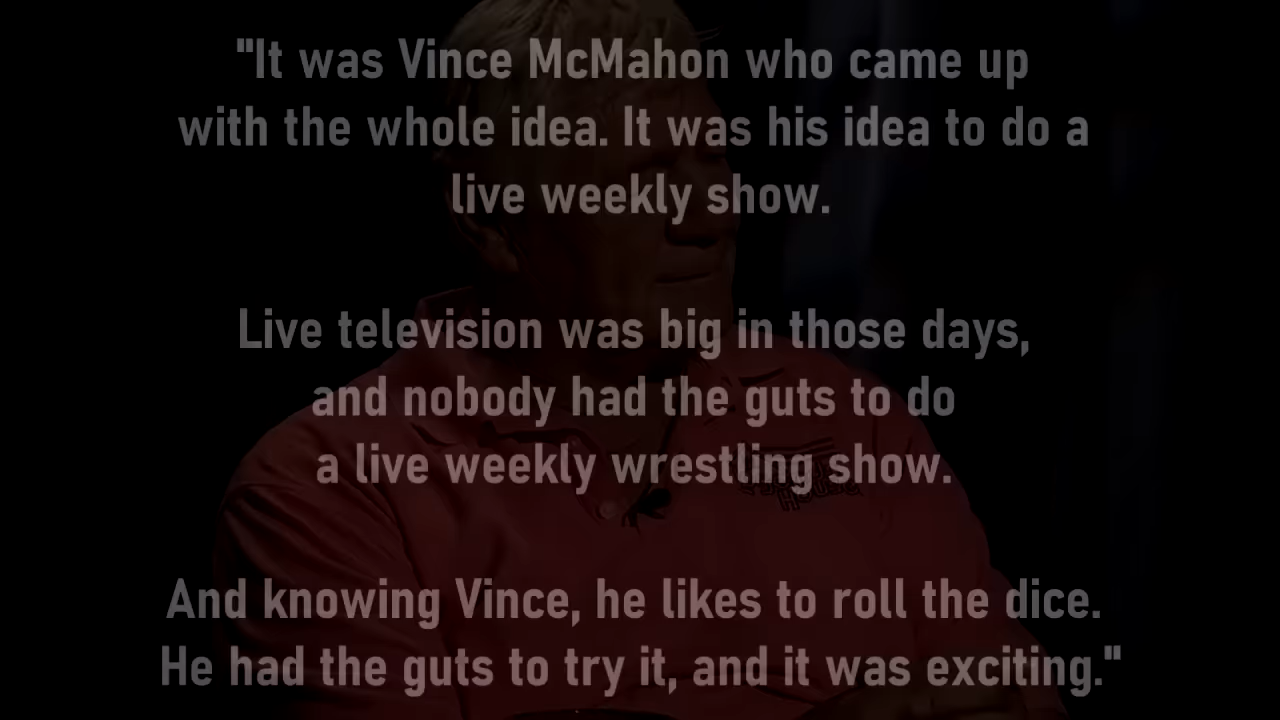 "It was Vince McMahon who came up
with the whole idea. It was his idea to do a
live weekly show.
Live television was big in those days,
and nobody had the guts to do
a live weekly wrestling show.
And knowing Vince, he likes to roll the dice.
He had the guts to try it, and it was exciting."